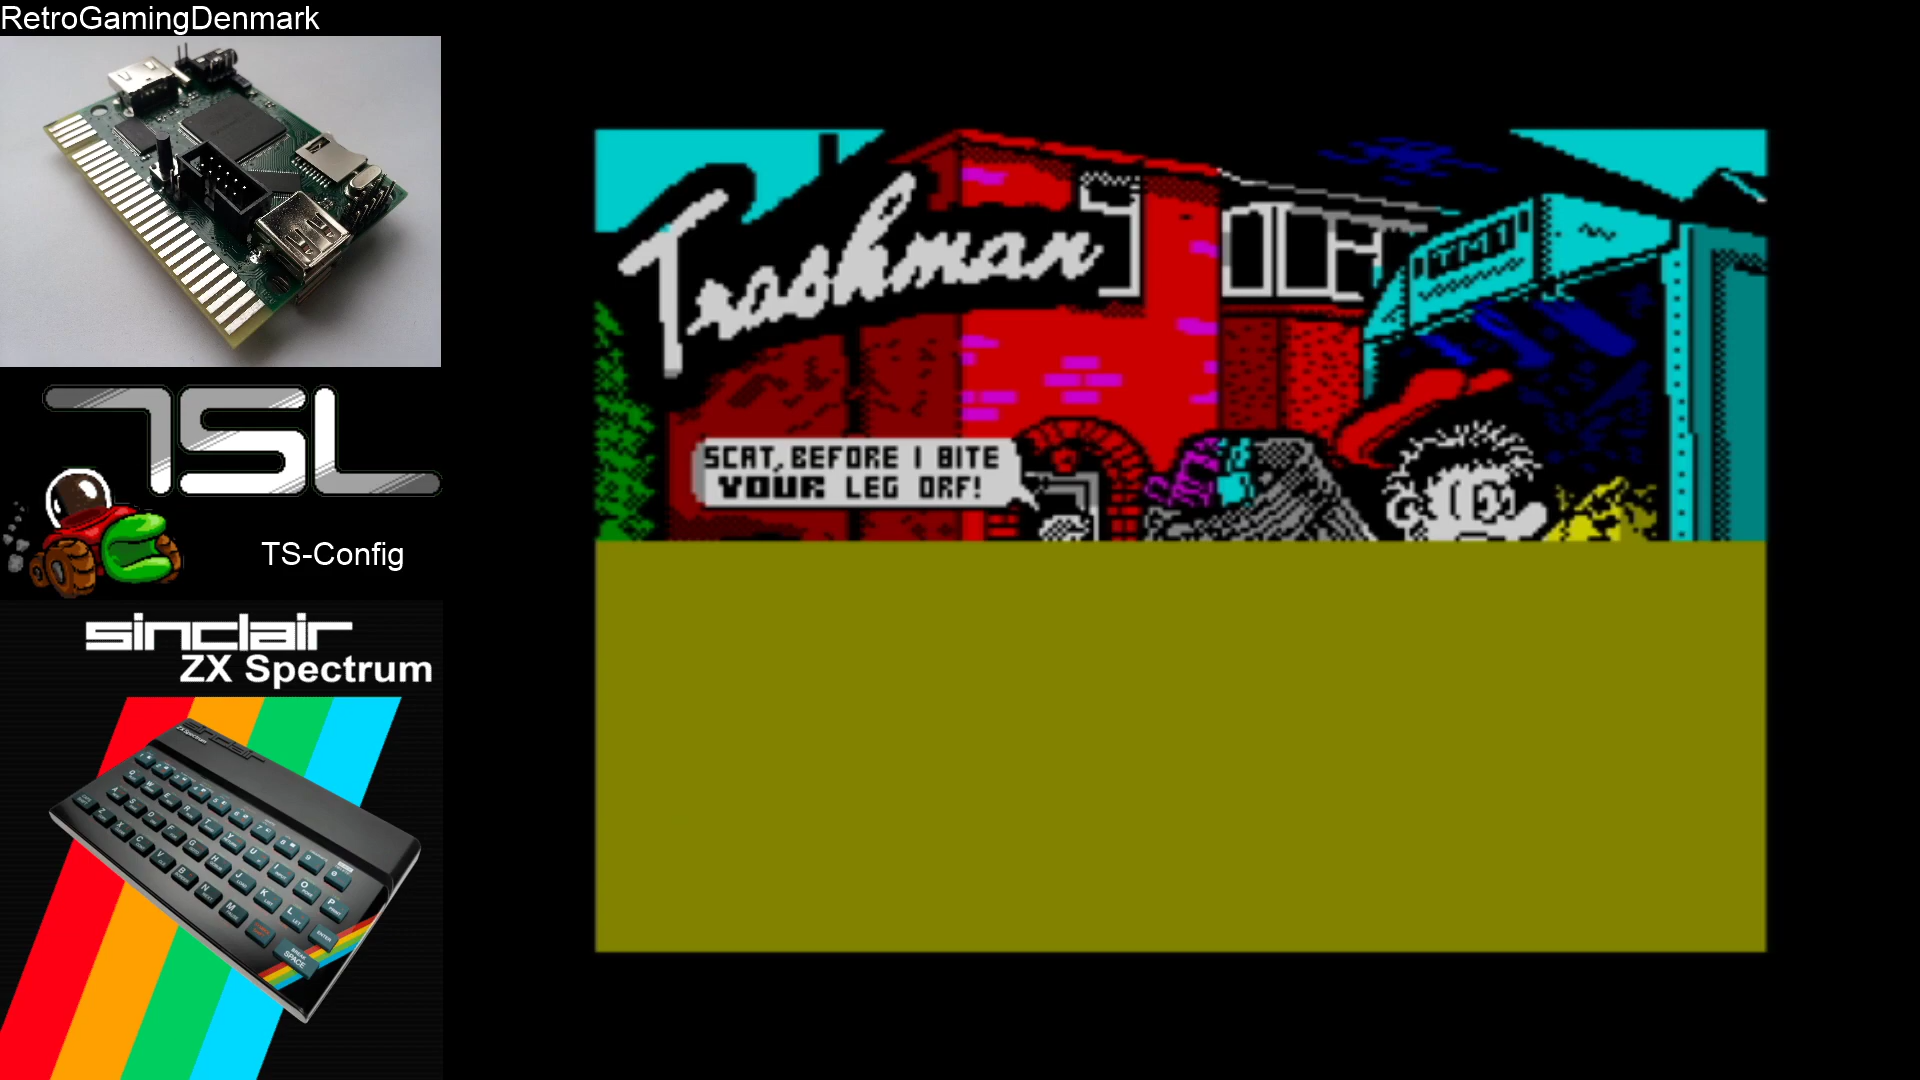 RetroGamingDenmark
TSL
TS-Config
sinclair
ZX Spectrum
Trashman
SCAT, BEFORE I BITE
YOUR LEG ORF!